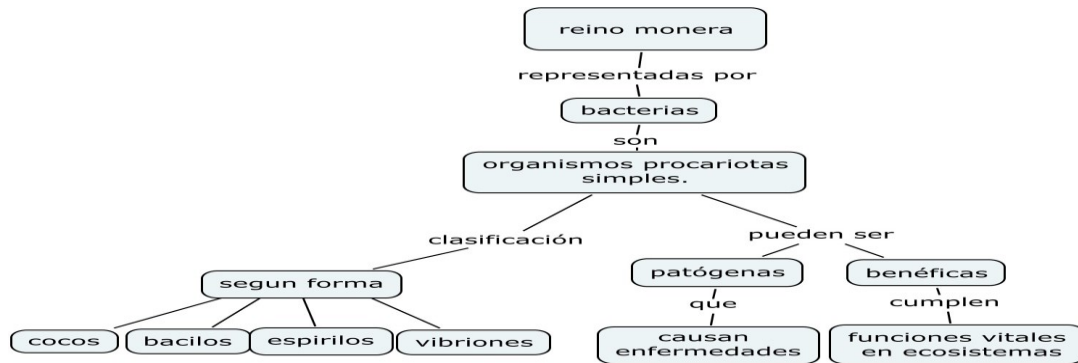 reino monera
representadas por
bacterias
son
organismos procariotas
simples.
clasificación
pueden ser
segun forma
patógenas
benéficas
que
cumplen
cocos
bacilos
espirilos
vibriones
causan
enfermedades
funciones vitales
en ecosistemas